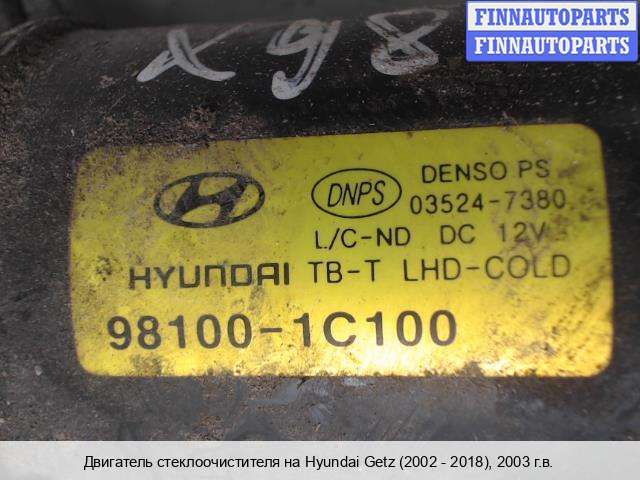 FINNAUTOPARTS
FINNAUTOPARTS
X98
DNPS
DENSO PS
03524-7380
L/C-ND DC 12V
HYUNDAI TB-T LHD-COLD
98100-1C100
Двигатель стеклоочистителя на Hyundai Getz (2002 - 2018), 2003 г.в.